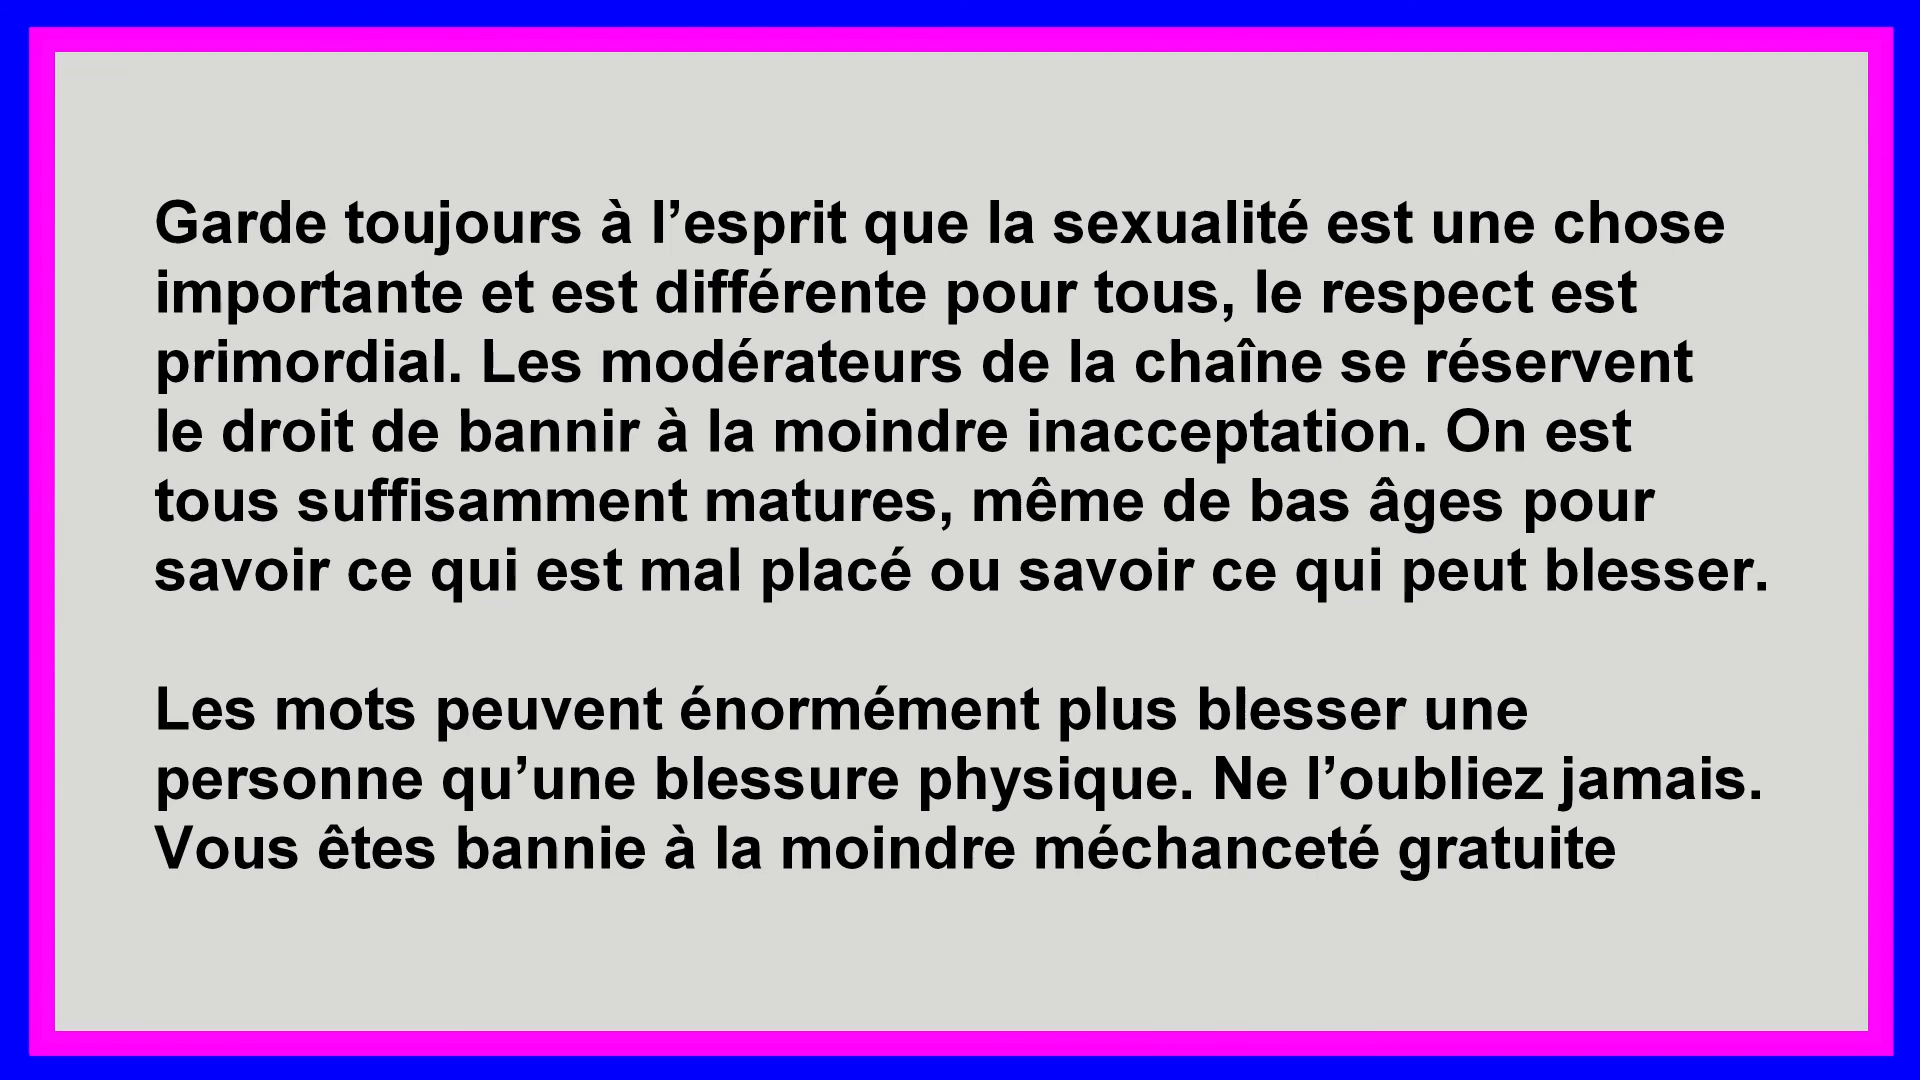 Garde toujours à l’esprit que la sexualité est une chose
importante et est différente pour tous, le respect est
primordial. Les modérateurs de la chaîne se réservent
le droit de bannir à la moindre inacceptation. On est
tous suffisamment matures, même de bas âges pour
savoir ce qui est mal placé ou savoir ce qui peut blesser.
Les mots peuvent énormément plus blesser une
personne qu’une blessure physique. Ne l’oubliez jamais.
Vous êtes bannie à la moindre méchanceté gratuite